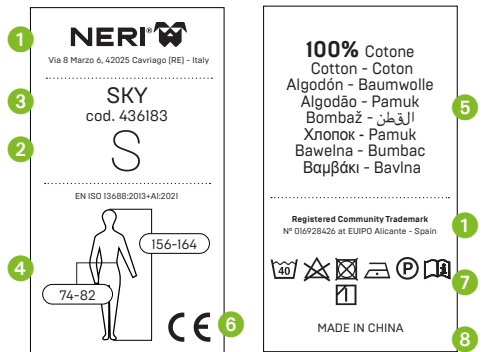 1
NERI®
Via 8 Marzo 6, 42025 Cavriago (RE) - Italy
3
SKY
cod. 436183
2
S
EN ISO 13688:2013+A1:2021
4
156-164
74-82
6
CE
100% Cotone
Cotton - Coton
Algodón - Baumwolle
Algodão - Pamuk
Bombaž - القطن
Хлопок - Pamuk
Bawelna - Bumbac
Βαμβάκι - Bavlna
5
Registered Community Trademark
N° 016928426 at EUIPO Alicante - Spain
1
40
P
i
1
7
MADE IN CHINA
8